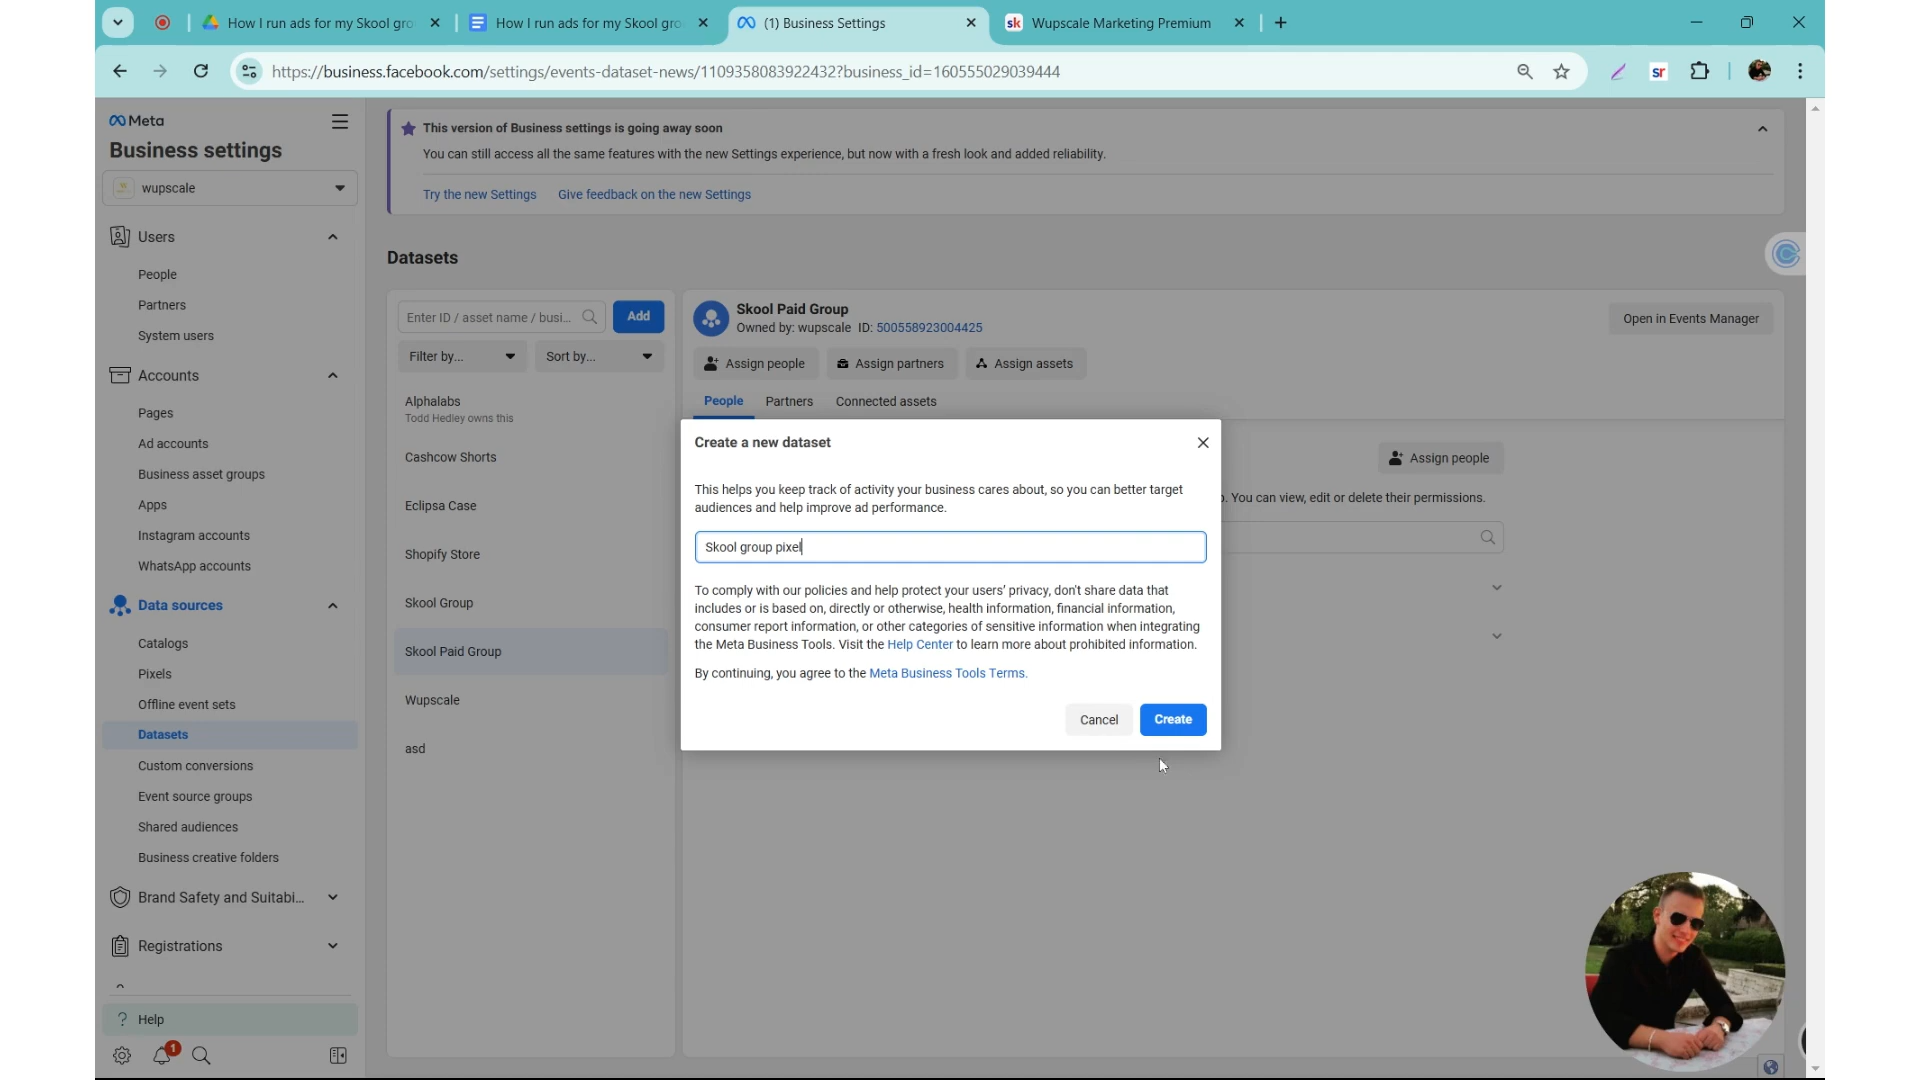 How I run ads for my Skool gro
How I run ads for my Skool gro
(1) Business Settings
sk
Wupscale Marketing Premium
https://business.facebook.com/settings/events-dataset-news/1109358083922432?business_id=160555029039444
sr
Meta
Business settings
wupscale
Users
People
Partners
System users
Accounts
Pages
Ad accounts
Business asset groups
Apps
Instagram accounts
WhatsApp accounts
Data sources
Catalogs
Pixels
Offline event sets
Datasets
Custom conversions
Event source groups
Shared audiences
Business creative folders
Brand Safety and Suitabi...
Registrations
Help
1
This version of Business settings is going away soon
You can still access all the same features with the new Settings experience, but now with a fresh look and added reliability.
Try the new Settings
Give feedback on the new Settings
Datasets
Enter ID / asset name / busi...
Add
Filter by...
Sort by...
Alphalabs
Todd Hedley owns this
Cashcow Shorts
Eclipsa Case
Shopify Store
Skool Group
Skool Paid Group
Wupscale
asd
Skool Paid Group
Owned by: wupscale ID: 500558923004425
Open in Events Manager
Assign people
Assign partners
Assign assets
People
Partners
Connected assets
Assign people
. You can view, edit or delete their permissions.
Create a new dataset
This helps you keep track of activity your business cares about, so you can better target
audiences and help improve ad performance.
Skool group pixel
To comply with our policies and help protect your users' privacy, don't share data that
includes or is based on, directly or otherwise, health information, financial information,
consumer report information, or other categories of sensitive information when integrating
the Meta Business Tools. Visit the Help Center to learn more about prohibited information.
By continuing, you agree to the Meta Business Tools Terms.
Cancel
Create